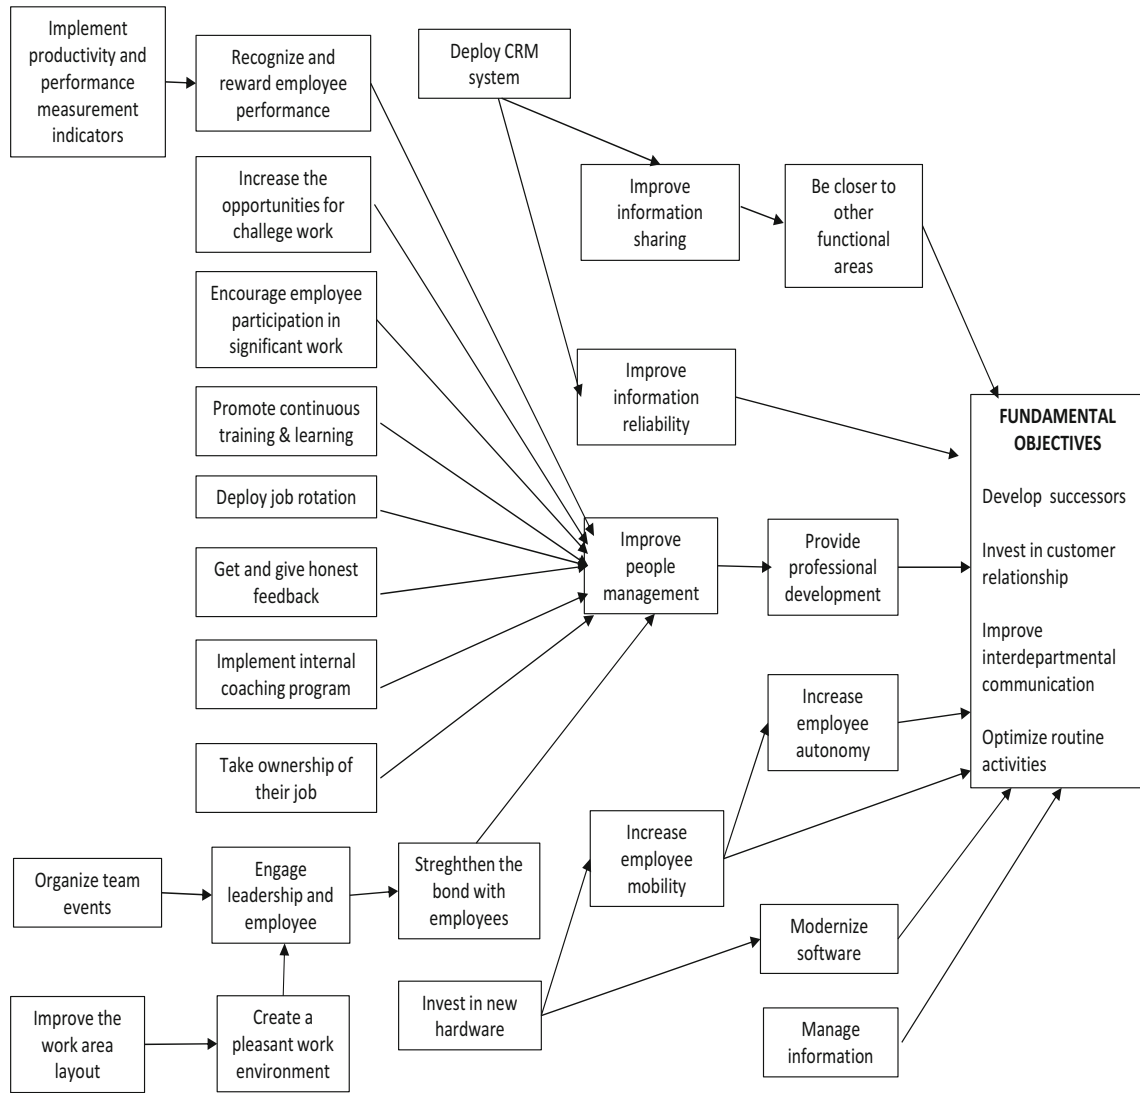 Implement
productivity and
performance
measurement
indicators
Recognize and
reward employee
performance
Deploy CRM
system
Increase the
opportunities for
challege work
Improve
information
sharing
Be closer to
other
functional
areas
Encourage employee
participation in
significant work
Improve
information
reliability
Promote continuous
training & learning
FUNDAMENTAL
OBJECTIVES
Develop successors
Invest in customer
relationship
Improve
interdepartmental
communication
Optimize routine
activities
Deploy job rotation
Get and give honest
feedback
Improve
people
management
Provide
professional
development
Implement internal
coaching program
Increase
employee
autonomy
Take ownership of
their job
Organize team
events
Engage
leadership and
employee
Streghthen the
bond with
employees
Increase
employee
mobility
Modernize
software
Improve the
work area
layout
Create a
pleasant work
environment
Invest in new
hardware
Manage
information